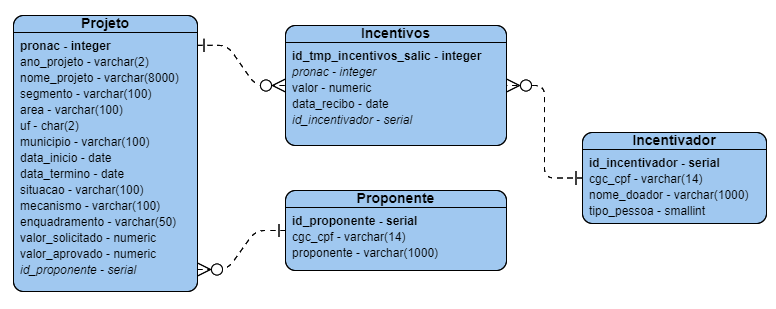 Projeto
pronac - integer
ano_projeto - varchar(2)
nome_projeto - varchar(8000)
segmento - varchar(100)
area - varchar(100)
uf - char(2)
municipio - varchar(100)
data_inicio - date
data_termino - date
situacao - varchar(100)
mecanismo - varchar(100)
enquadramento - varchar(50)
valor_solicitado - numeric
valor_aprovado - numeric
id_proponente - serial
Incentivos
id_tmp_incentivos_salic - integer
pronac - integer
valor - numeric
data_recibo - date
id_incentivador - serial
Proponente
id_proponente - serial
cgc_cpf - varchar(14)
proponente - varchar(1000)
Incentivador
id_incentivador - serial
cgc_cpf - varchar(14)
nome_doador - varchar(1000)
tipo_pessoa - smallint